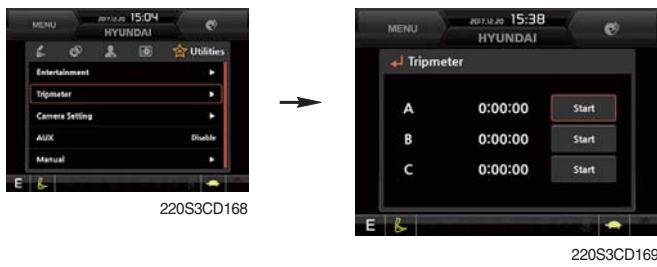 MENU
2017.12.20 15:04
HYUNDAI
Utilities
Entertainment
Tripmeter
Camera Setting
AUX Disable
Manual
E
220S3CD168
MENU
2017.12.20 15:38
HYUNDAI
Tripmeter
A 0:00:00 Start
B 0:00:00 Start
C 0:00:00 Start
E
220S3CD169